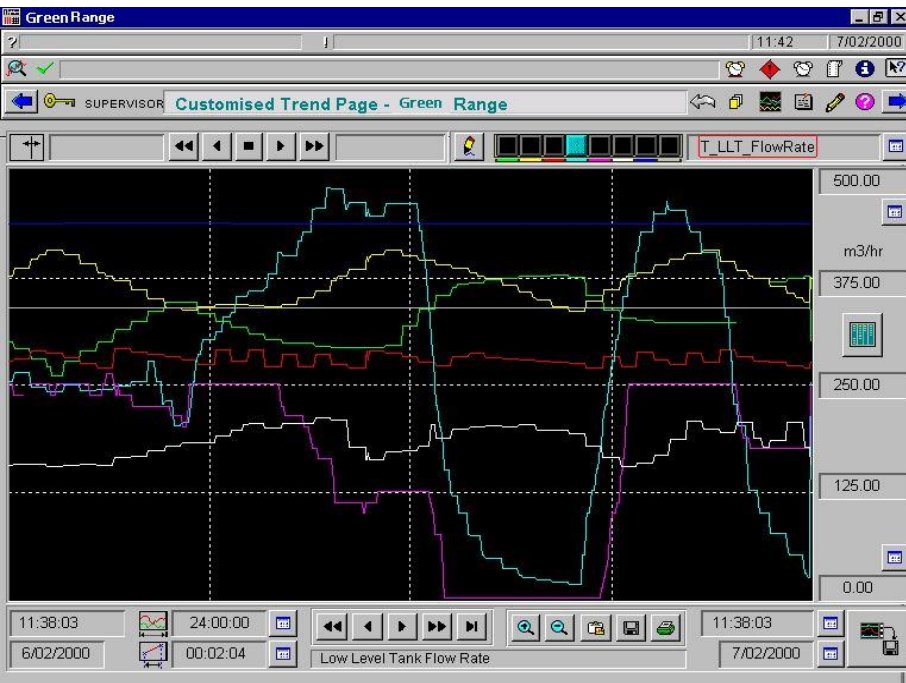 Green Range
? ! 11:42 7/02/2000
SUPERVISOR Customised Trend Page - Green Range
T_LLT_FlowRate
500.00
m3/hr
375.00
250.00
125.00
0.00
11:38:03 24:00:00 11:38:03
6/02/2000 00:02:04 Low Level Tank Flow Rate 7/02/2000